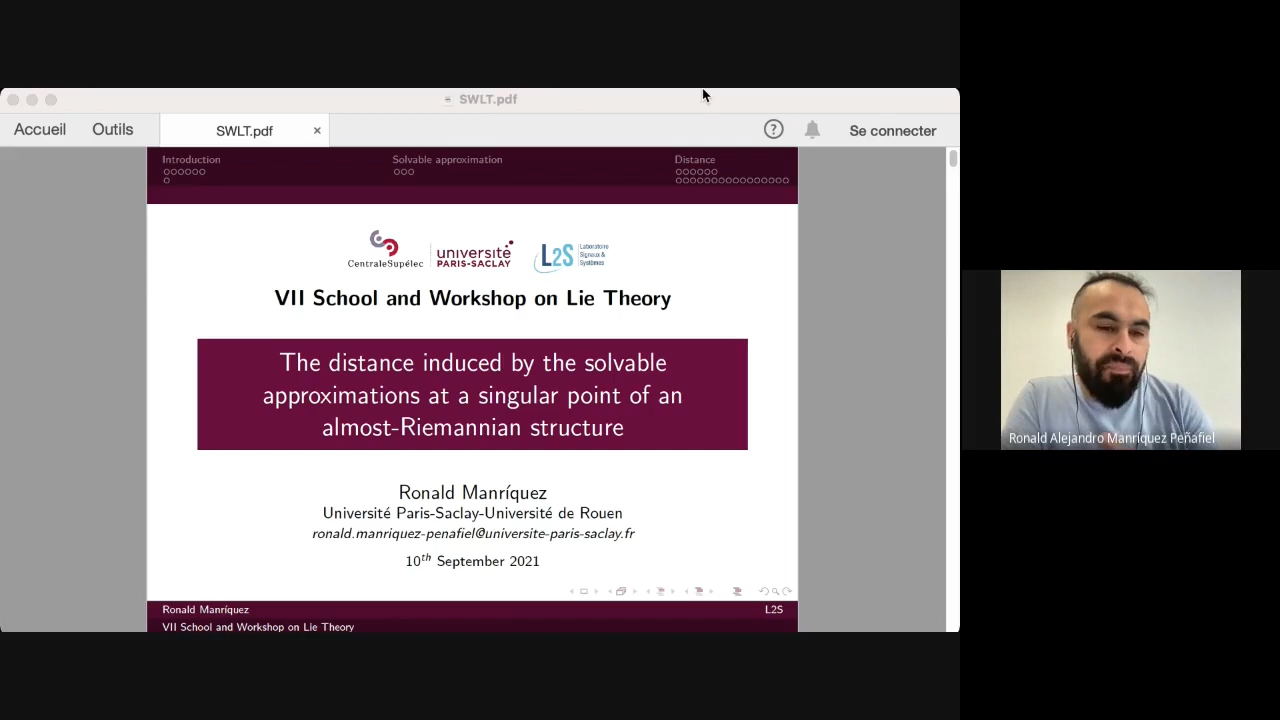 SWLT.pdf
Accueil
Outils
SWLT.pdf
×
?
Se connecter
Introduction
Solvable approximation
Distance
CentraleSupélec
université
PARIS-SACLAY
L2S
Laboratoire
Signaux &
Systèmes
VII School and Workshop on Lie Theory
The distance induced by the solvable
approximations at a singular point of an
almost-Riemannian structure
Ronald Manríquez
Université Paris-Saclay-Université de Rouen
ronald.manriquez-penafiel@universite-paris-saclay.fr
10th September 2021
Ronald Manríquez
L2S
VII School and Workshop on Lie Theory
Ronald Alejandro Manríquez Peñafiel